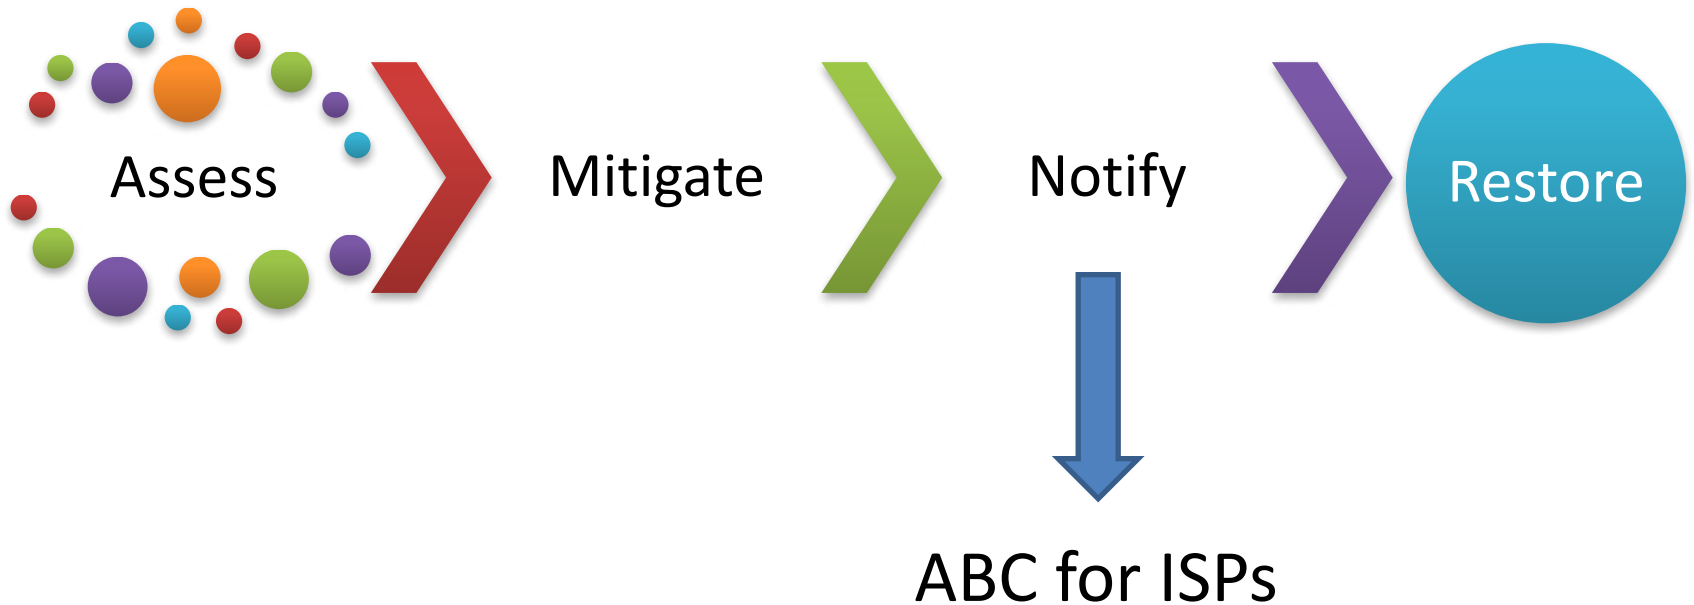 Assess
Mitigate
Notify
Restore
ABC for ISPs